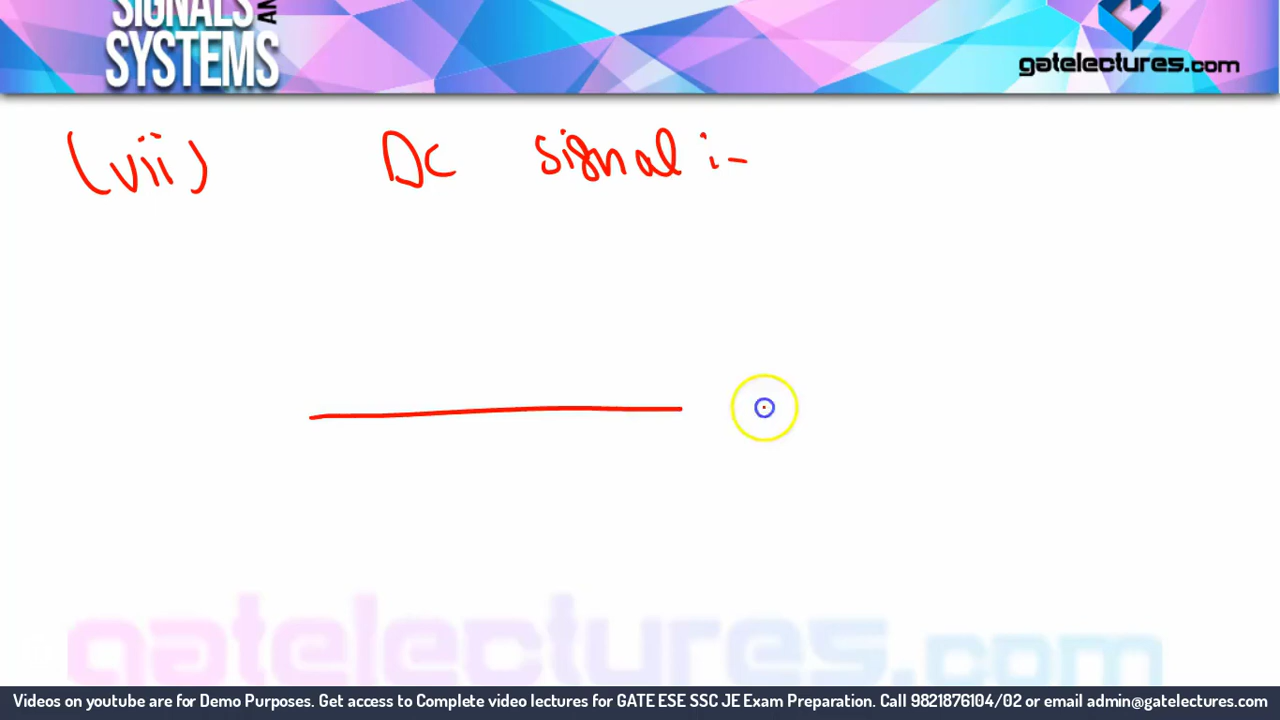 SIGNALS AND
SYSTEMS
gatelectures.com
(vii) DC signal :-
gatelectures.com
Videos on youtube are for Demo Purposes. Get access to Complete video lectures for GATE ESE SSC JE Exam Preparation. Call 9821876104/02 or email admin@gatelectures.com